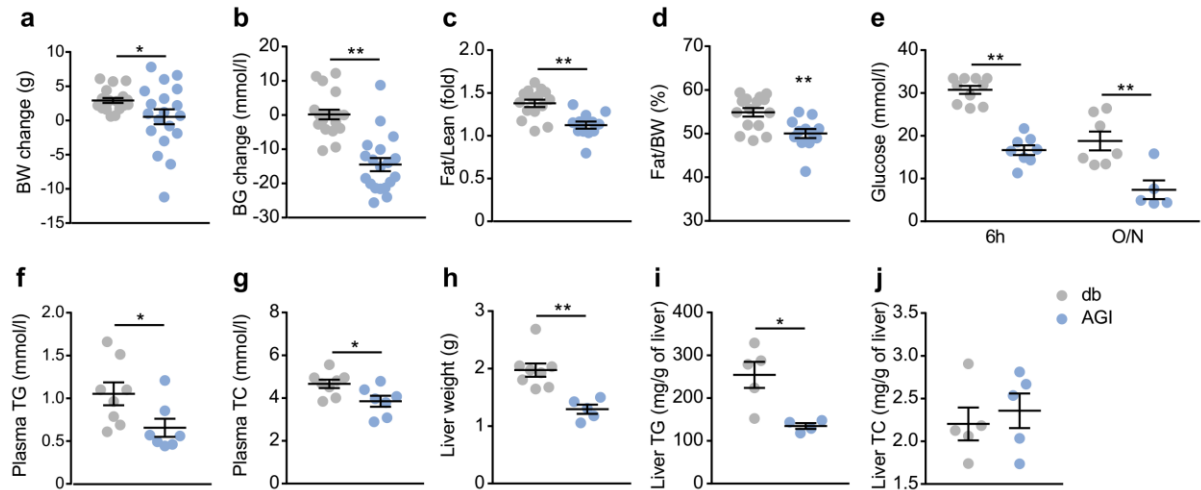 a
BW change (g)
10
5
0
-5
-10
-15
*
b
BG change (mmol/l)
20
10
0
-10
-20
-30
**
c
Fat/Lean (fold)
2.0
1.5
1.0
0.5
0
**
d
Fat/BW (%)
70
60
50
40
30
**
e
Glucose (mmol/l)
40
30
20
10
0
**
**
6h
O/N
f
Plasma TG (mmol/l)
2.0
1.5
1.0
0.5
0
*
g
Plasma TC (mmol/l)
8
6
4
2
0
*
h
Liver weight (g)
3
2
1
0
**
i
Liver TG (mg/g of liver)
400
300
200
100
0
*
j
Liver TC (mg/g of liver)
3.5
3.0
2.5
2.0
1.5
db
AGI